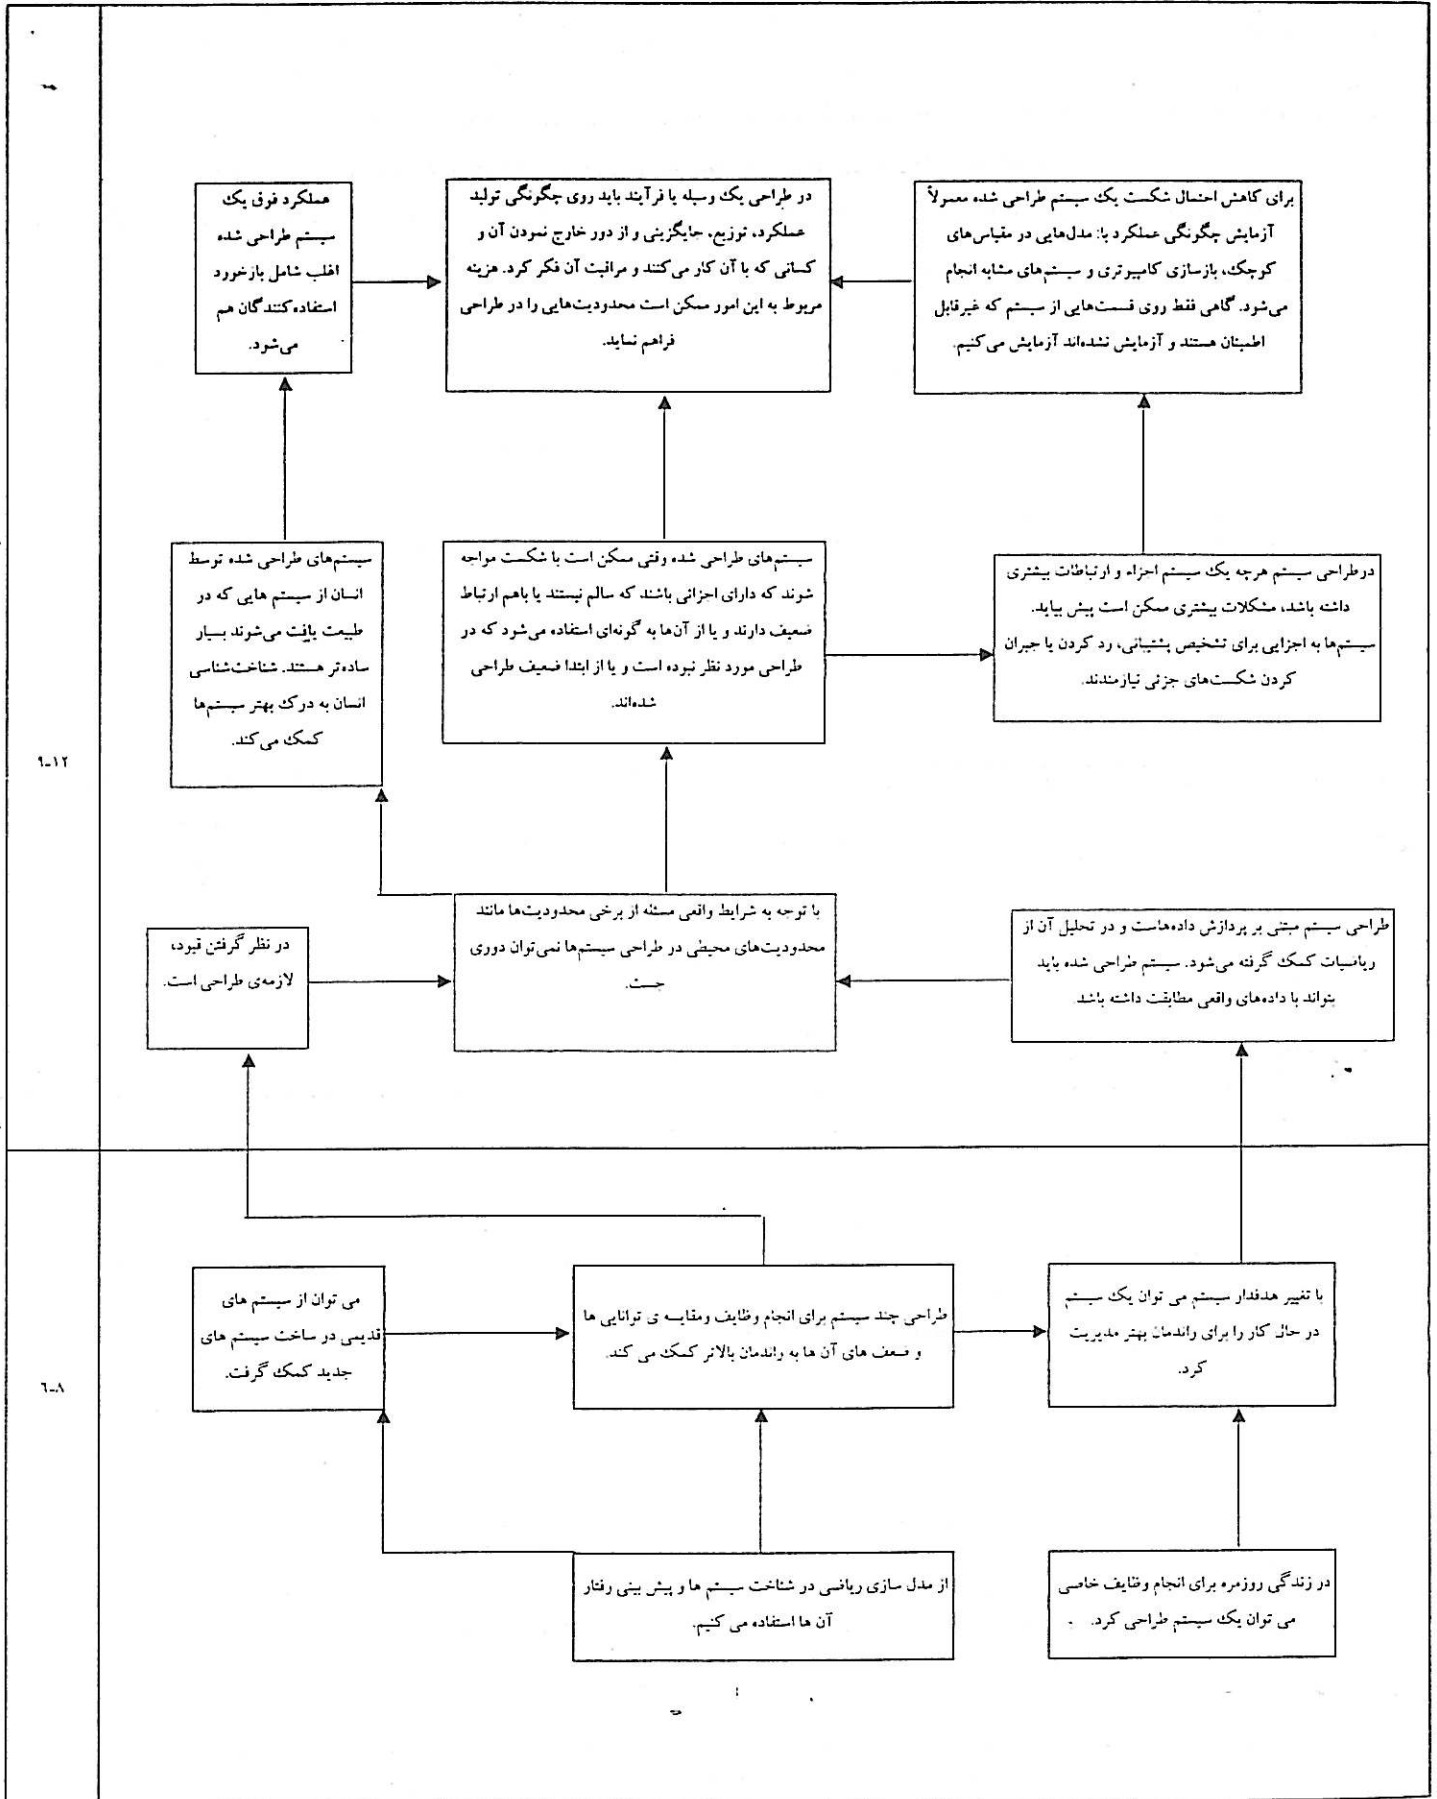 برای کاهش احتمال شکست یک سیستم طراحی شده معمولاً
آزمایش چگونگی عملکرد با: مدل‌هایی در مقیاس‌های
کوچک، بازسازی کامپیوتری و سیستم‌های مشابه انجام
می‌شود. گاهی فقط روی قسمت‌هایی از سیستم که غیرقابل
اطمینان هستند و آزمایش نشده‌اند آزمایش می‌کنیم.
در طراحی یک وسیله یا فرآیند باید روی چگونگی تولید
عملکرد، توزیع، جایگزینی و از دور خارج نمودن آن و
کسانی که با آن کار می‌کنند و مراقبت آن فکر کرد. هزینه
مربوط به این امور ممکن است محدودیت‌هایی را در طراحی
فراهم نماید.
عملکرد فوق یک
سیستم طراحی شده
اغلب شامل بازخورد
استفاده‌کنندگان هم
می‌شود.
درطراحی سیستم هرچه یک سیستم اجزاء و ارتباطات بیشتری
داشته باشد، مشکلات بیشتری ممکن است پیش بیاید.
سیستم‌ها به اجزایی برای تشخیص پشتیبانی، رد کردن یا جبران
کردن شکست‌های جزئی نیازمندند.
سیستم‌های طراحی شده وقتی ممکن است با شکست مواجه
شوند که دارای اجزائی باشند که سالم نیستند یا باهم ارتباط
ضعیف دارند و یا از آن‌ها به گونه‌ای استفاده می‌شود که در
طراحی مورد نظر نبوده است و یا از ابتدا ضعیف طراحی
شده‌اند.
سیستم‌های طراحی شده توسط
انسان از سیستم هایی که در
طبیعت یافت می‌شوند بسیار
ساده‌تر هستند. شناخت‌شناسی
انسان به درک بهتر سیستم‌ها
کمک می‌کند.
۹-۱۲
طراحی سیستم مبتنی بر پردازش داده‌هاست و در تحلیل آن از
ریاضیات کمک گرفته می‌شود. سیستم طراحی شده باید
بتواند با داده‌های واقعی مطابقت داشته باشد.
با توجه به شرایط واقعی مسئله از برخی محدودیت‌ها مانند
محدودیت‌های محیطی در طراحی سیستم‌ها نمی‌توان دوری
جست.
در نظر گرفتن قیود،
لازمه‌ی طراحی است.
با تغییر هدفدار سیستم می توان یک سیستم
در حال کار را برای راندمان بهتر مدیریت
کرد.
طراحی چند سیستم برای انجام وظایف ومقایسه ی توانایی ها
و ضعف های آن ها به راندمان بالاتر کمک می کند.
می توان از سیستم های
قدیمی در ساخت سیستم های
جدید کمک گرفت.
۶-۸
در زندگی روزمره برای انجام وظایف خاصی
می توان یک سیستم طراحی کرد.
از مدل سازی ریاضی در شناخت سیستم ها و پیش بینی رفتار
آن ها استفاده می کنیم.